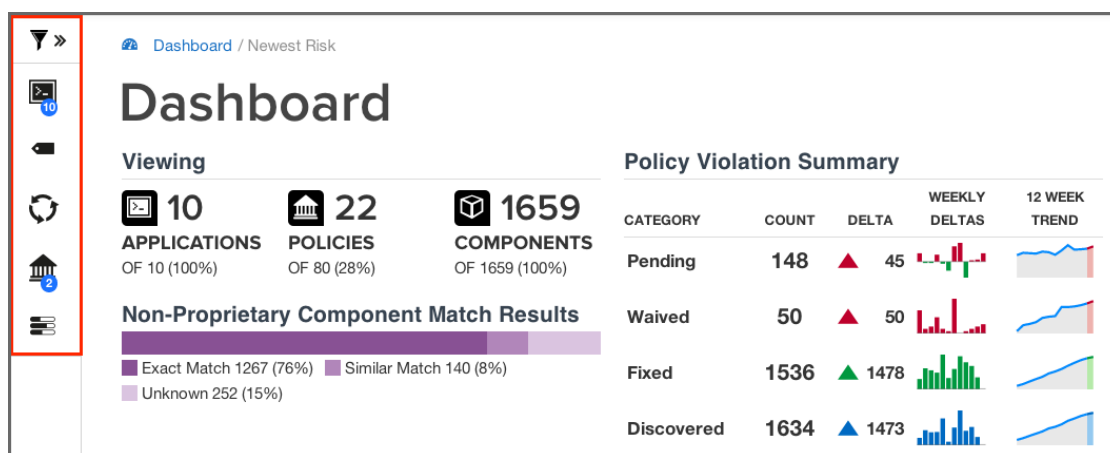 »
Dashboard / Newest Risk
10
Dashboard
Viewing
10
APPLICATIONS
OF 10 (100%)
22
POLICIES
OF 80 (28%)
1659
COMPONENTS
OF 1659 (100%)
Non-Proprietary Component Match Results
Exact Match 1267 (76%) Similar Match 140 (8%)
Unknown 252 (15%)
2
Policy Violation Summary
CATEGORY COUNT DELTA WEEKLY DELTAS 12 WEEK TREND
Pending 148 45
Waived 50 50
Fixed 1536 1478
Discovered 1634 1473